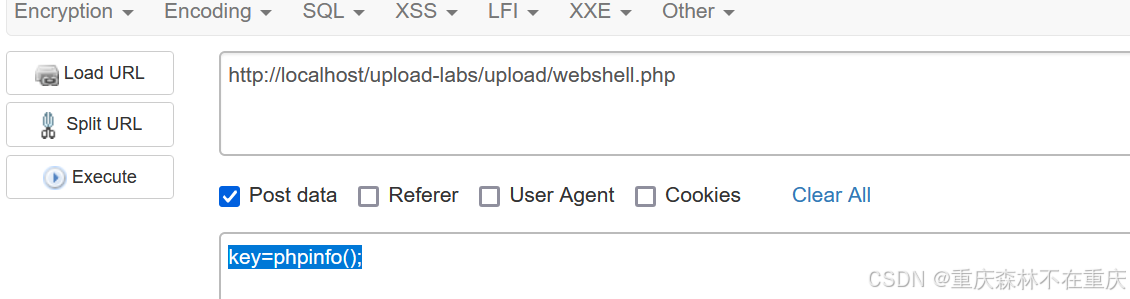 Encryption Encoding SQL XSS LFI XXE Other
Load URL
http://localhost/upload-labs/upload/webshell.php
Split URL
Execute
Post data Referer User Agent Cookies Clear All
key=phpinfo();
CSDN @重庆森林不在重庆